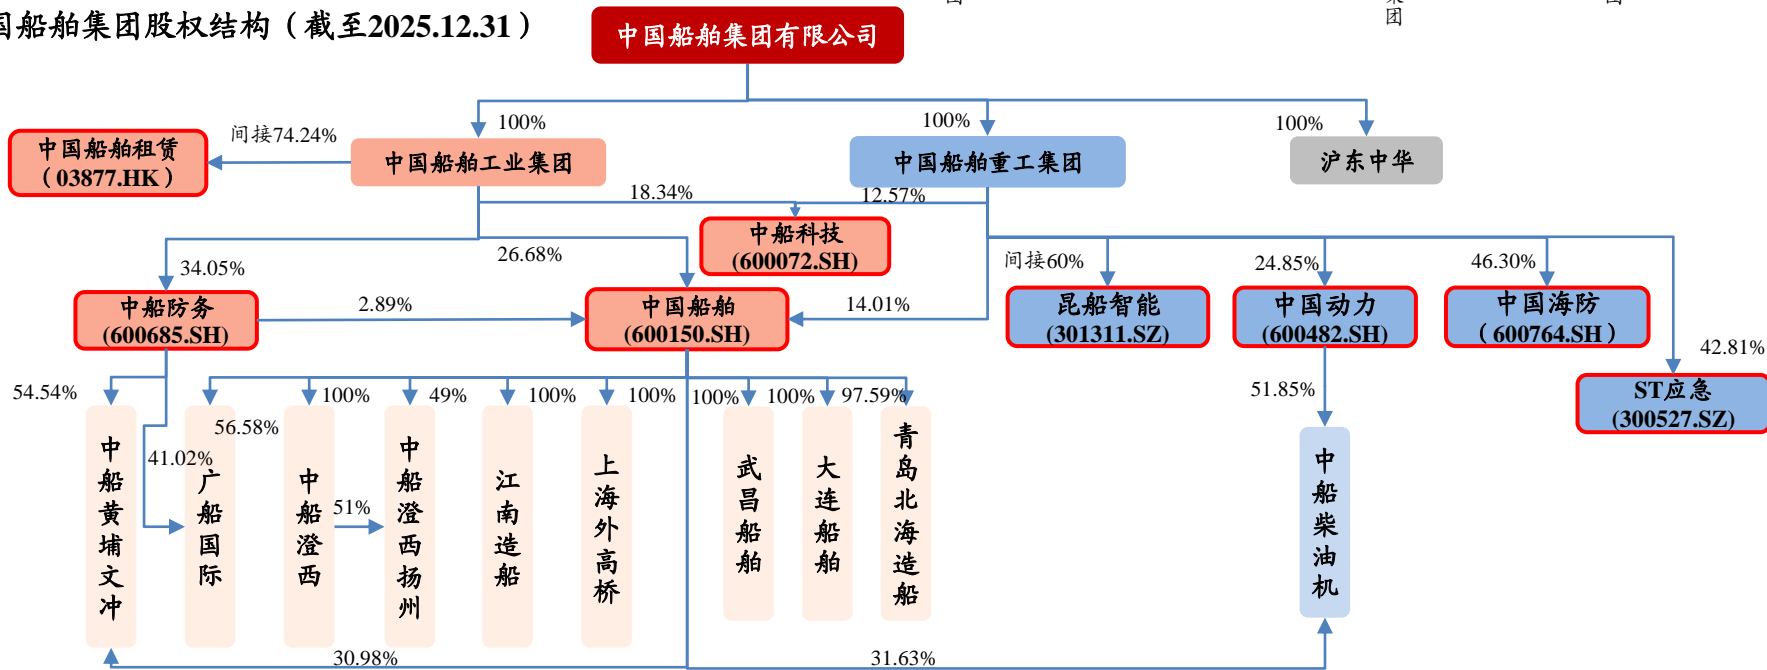 团
集
团
团
国船舶集团股权结构（截至2025.12.31）
中国船舶集团有限公司
100%
100%
100%
间接74.24%
中国船舶租赁
（03877.HK）
中国船舶工业集团
中国船舶重工集团
沪东中华
18.34%
12.57%
中船科技
(600072.SH)
34.05%
26.68%
间接60%
24.85%
46.30%
中船防务
(600685.SH)
2.89%
中国船舶
(600150.SH)
14.01%
昆船智能
(301311.SZ)
中国动力
(600482.SH)
中国海防
（600764.SH）
42.81%
ST应急
(300527.SZ)
54.54%
41.02%
56.58%
100%
49%
100%
100%
100%
100%
97.59%
51.85%
中船黄埔文冲
广船国际
中船澄西
51%
中船澄西扬州
江南造船
上海外高桥
武昌船舶
大连船舶
青岛北海造船
中船柴油机
30.98%
31.63%